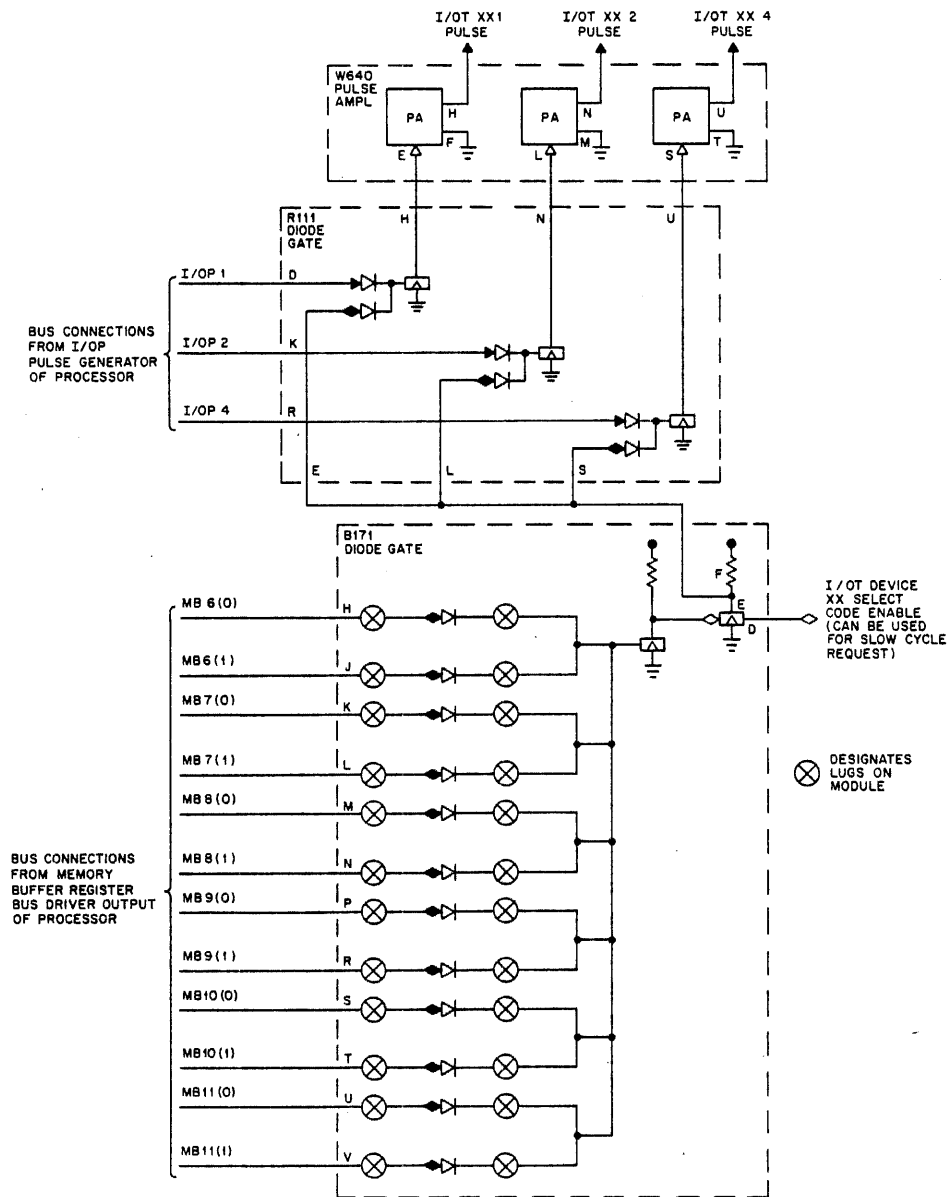 I/OT XX1
PULSE
I/OT XX 2
PULSE
I/OT XX 4
PULSE
W640
PULSE
AMPL
PA
H
F
E
PA
N
M
L
PA
U
T
S
R111
DIODE
GATE
H
N
U
I/OP 1
D
BUS CONNECTIONS
FROM I/OP
PULSE GENERATOR
OF PROCESSOR
I/OP 2
K
I/OP 4
R
E
L
S
B171
DIODE GATE
F
E
D
I/OT DEVICE
XX SELECT
CODE ENABLE
(CAN BE USED
FOR SLOW CYCLE
REQUEST)
MB 6(0)
H
MB6(1)
J
MB7(0)
K
MB7(1)
L
DESIGNATES
LUGS ON
MODULE
MB8(0)
M
BUS CONNECTIONS
FROM MEMORY
BUFFER REGISTER
BUS DRIVER OUTPUT
OF PROCESSOR
MB8(1)
N
MB9(0)
P
MB9(1)
R
MB10(0)
S
MB10(1)
T
MB11(0)
U
MB11(1)
V